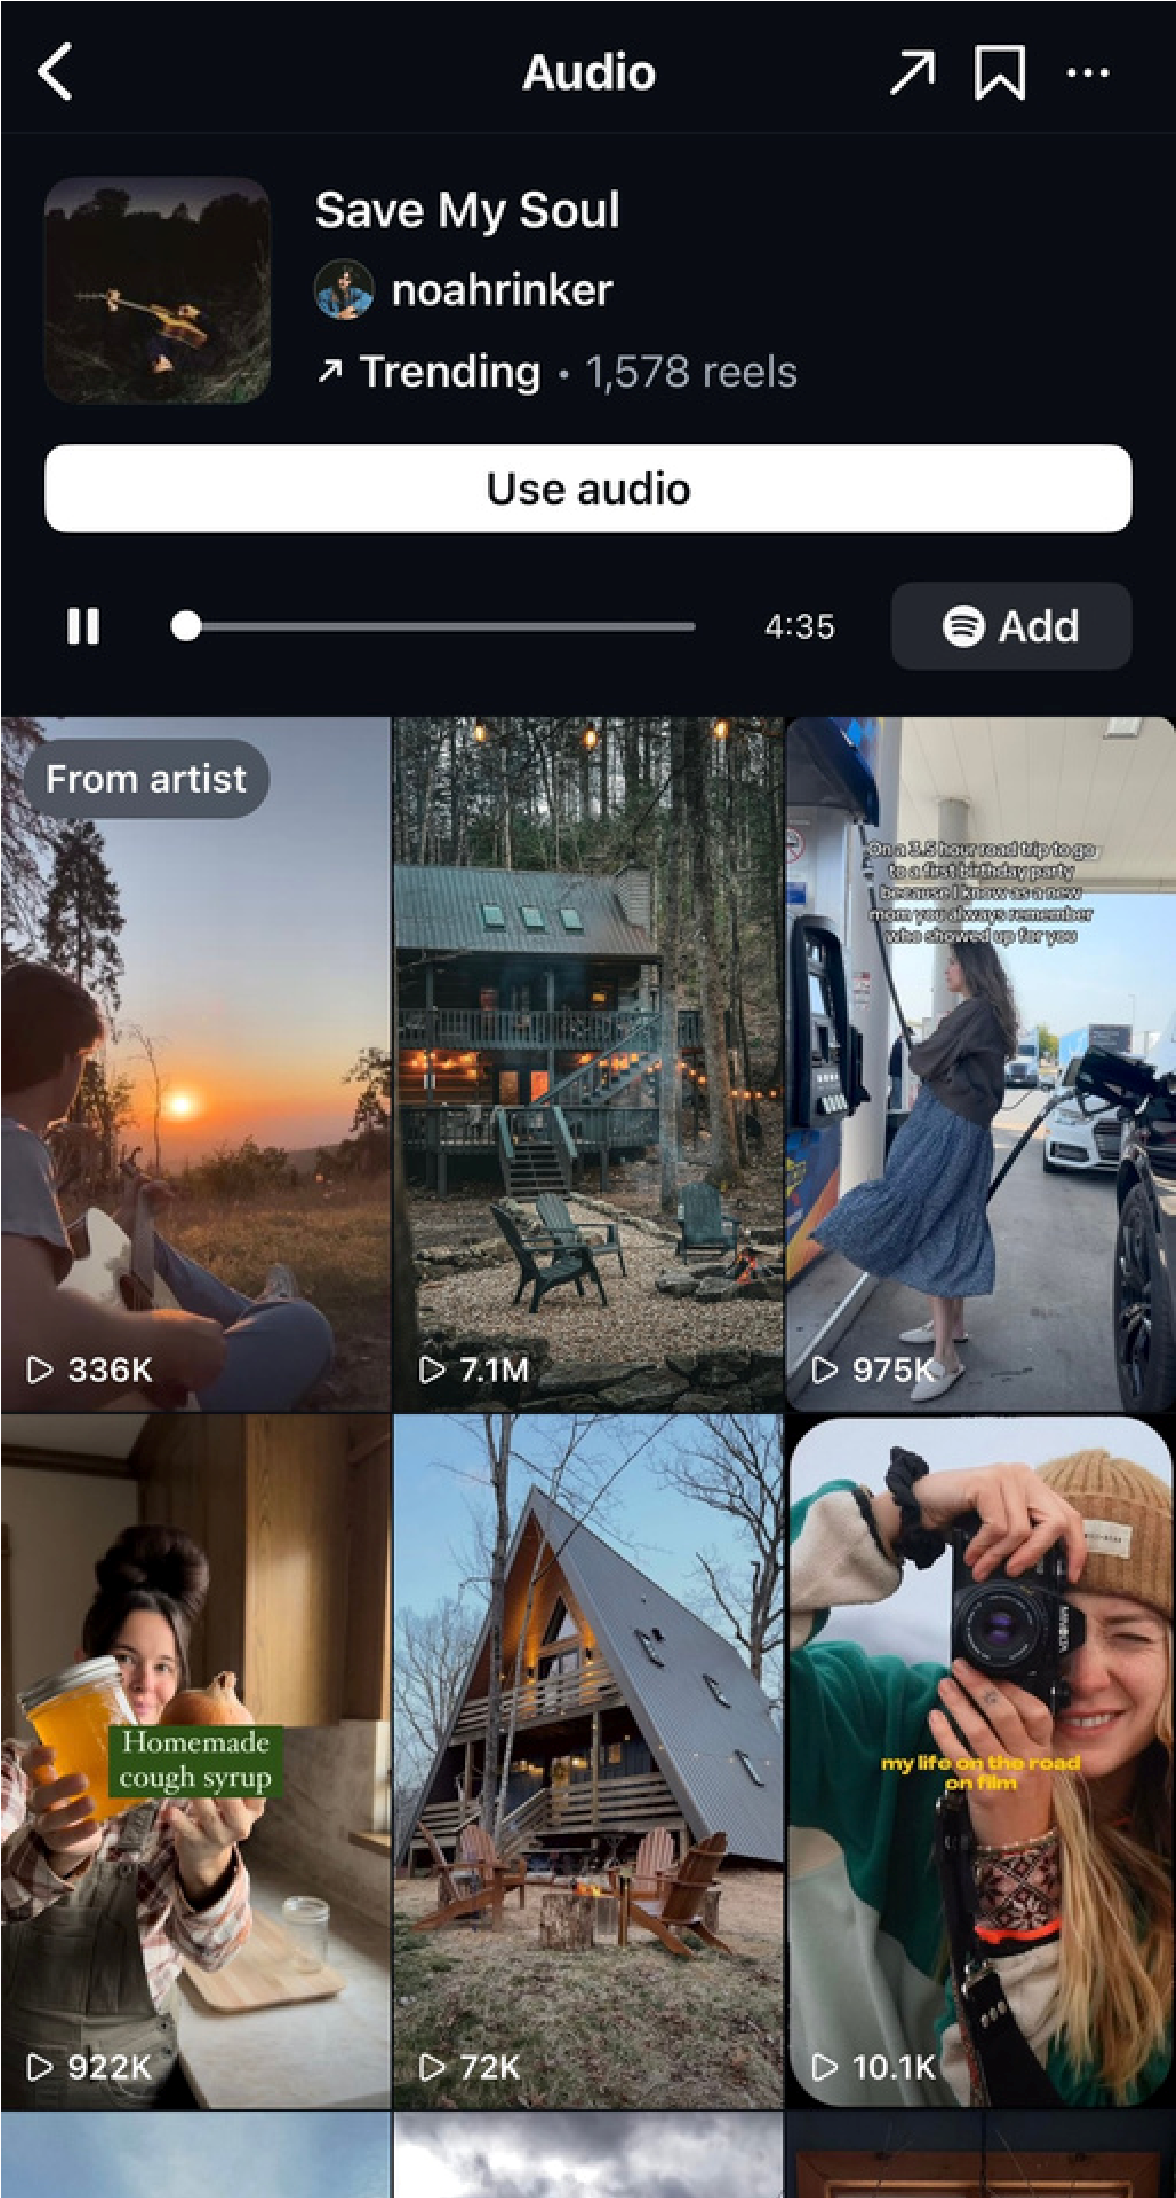 Audio
Save My Soul
noahrinker
Trending • 1,578 reels
Use audio
4:35
Add
From artist
336K
7.1M
On a 3.5 hour road trip to go
to a first birthday party
because I know as a new
mom you always remember
who showed up for you
975K
Homemade
cough syrup
922K
72K
my life on the road
on film
10.1K